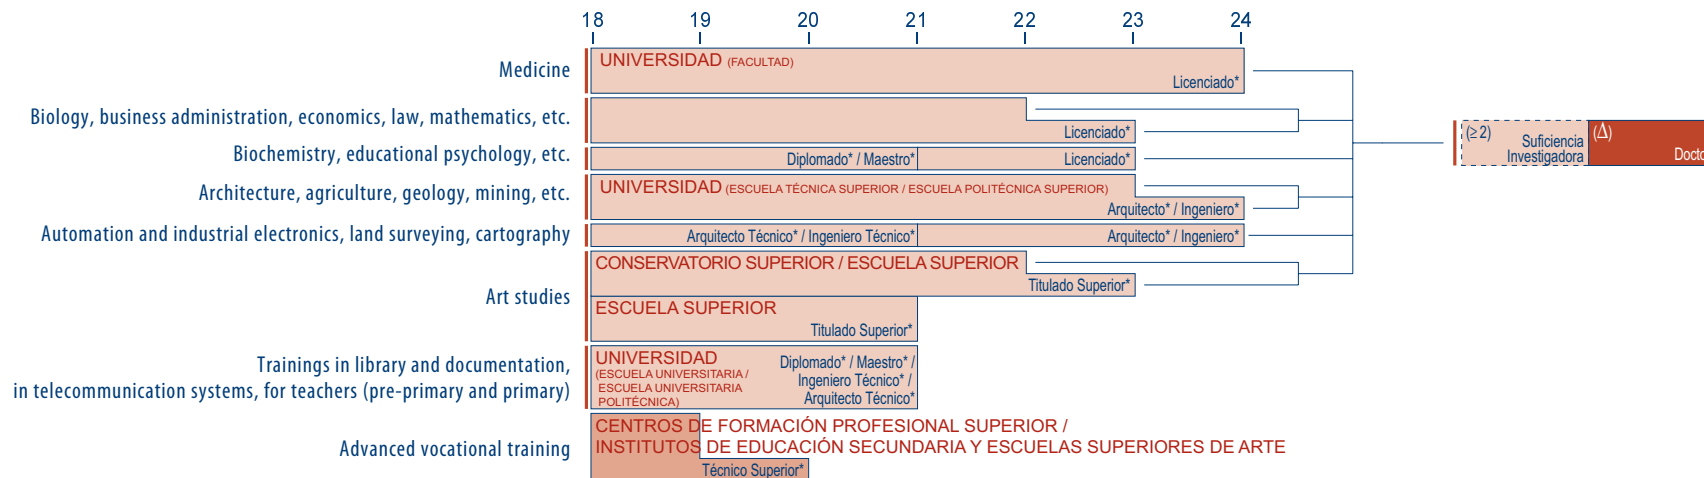 18 19 20 21 22 23 24
Medicine
UNIVERSIDAD (FACULTAD)
Licenciado*
Biology, business administration, economics, law, mathematics, etc.
Licenciado*
(≥2)
Suficiencia
Investigadora
(Δ)
Docto
Biochemistry, educational psychology, etc.
Diplomado* / Maestro*
Licenciado*
Architecture, agriculture, geology, mining, etc.
UNIVERSIDAD (ESCUELA TÉCNICA SUPERIOR / ESCUELA POLITÉCNICA SUPERIOR)
Arquitecto* / Ingeniero*
Automation and industrial electronics, land surveying, cartography
Arquitecto Técnico* / Ingeniero Técnico*
Arquitecto* / Ingeniero*
Art studies
CONSERVATORIO SUPERIOR / ESCUELA SUPERIOR
Titulado Superior*
ESCUELA SUPERIOR
Titulado Superior*
Trainings in library and documentation,
in telecommunication systems, for teachers (pre-primary and primary)
UNIVERSIDAD
(ESCUELA UNIVERSITARIA /
ESCUELA UNIVERSITARIA
POLITÉCNICA)
Diplomado* / Maestro* /
Ingeniero Técnico* /
Arquitecto Técnico*
Advanced vocational training
CENTROS DE FORMACIÓN PROFESIONAL SUPERIOR /
INSTITUTOS DE EDUCACIÓN SECUNDARIA Y ESCUELAS SUPERIORES DE ARTE
Técnico Superior*